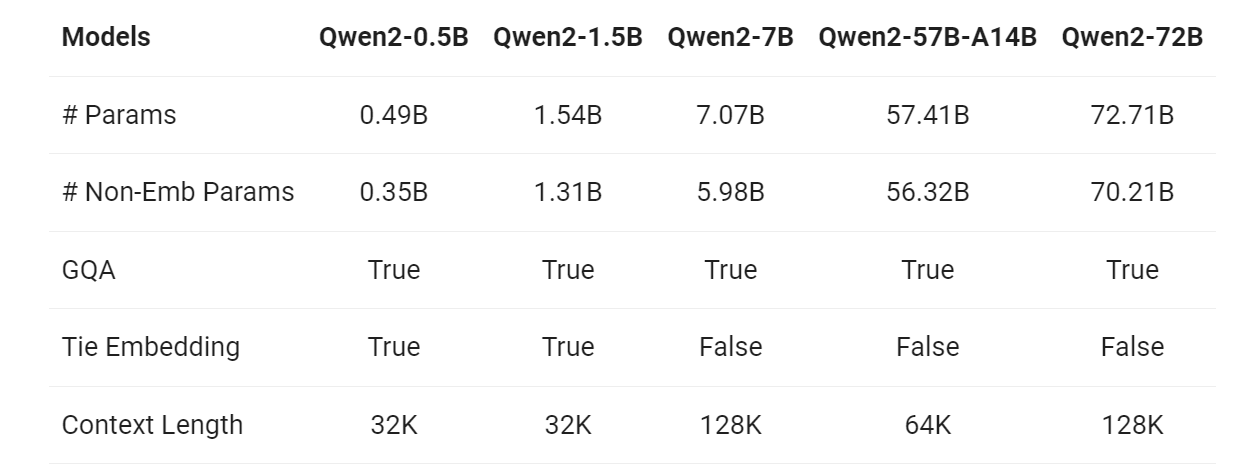 Models Qwen2-0.5B Qwen2-1.5B Qwen2-7B Qwen2-57B-A14B Qwen2-72B
# Params 0.49B 1.54B 7.07B 57.41B 72.71B
# Non-Emb Params 0.35B 1.31B 5.98B 56.32B 70.21B
GQA True True True True True
Tie Embedding True True False False False
Context Length 32K 32K 128K 64K 128K